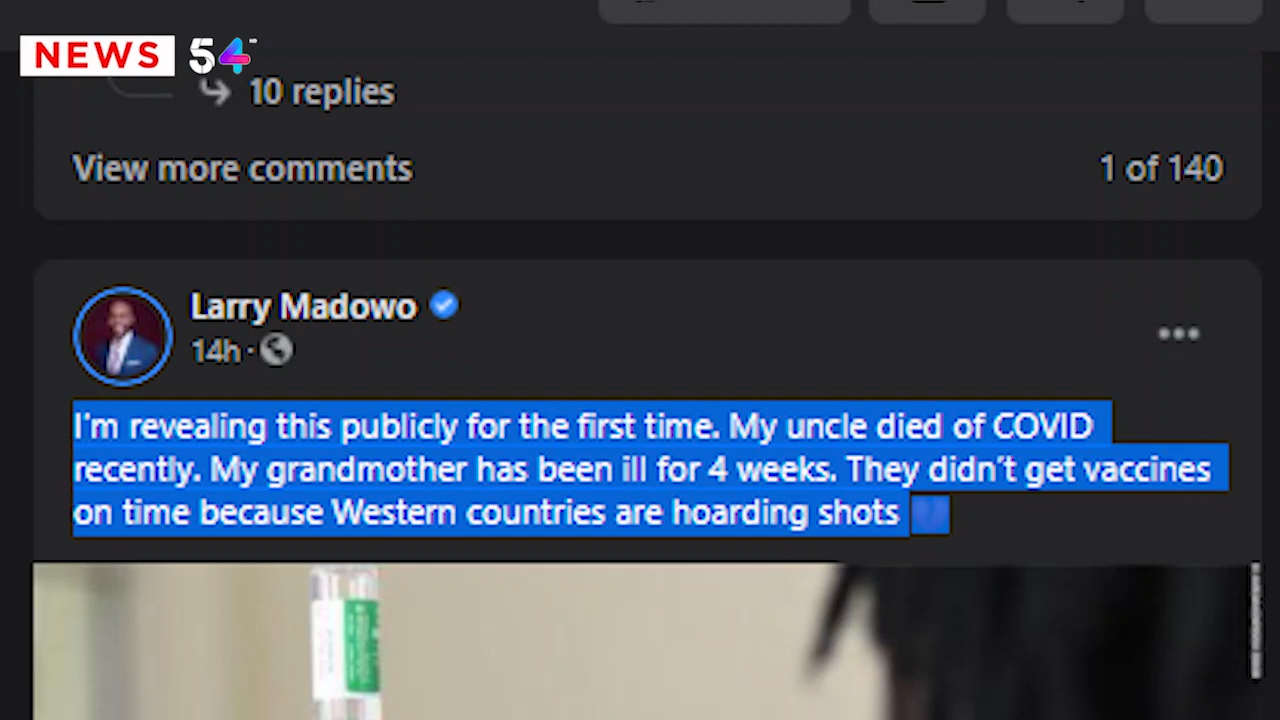 NEWS 54
10 replies
View more comments
1 of 140
Larry Madowo
14h ·
I'm revealing this publicly for the first time. My uncle died of COVID
recently. My grandmother has been ill for 4 weeks. They didn't get vaccines
on time because Western countries are hoarding shots